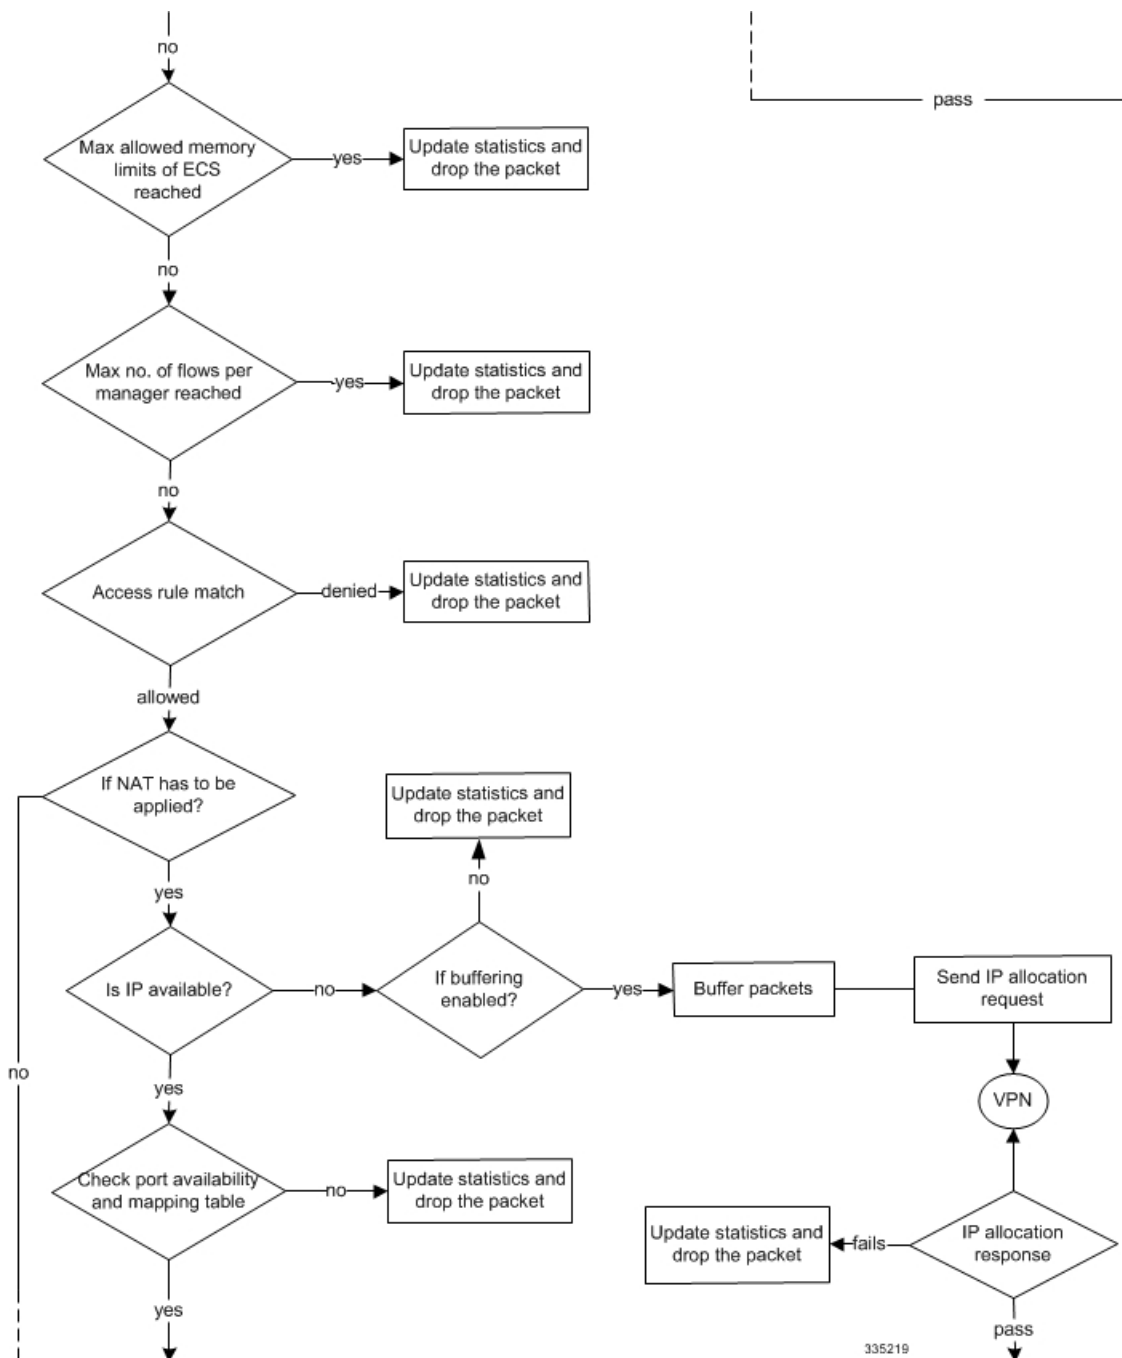 no
pass
Max allowed memory
limits of ECS
reached
yes
Update statistics and
drop the packet
no
Max no. of flows per
manager reached
yes
Update statistics and
drop the packet
no
Access rule match
denied
Update statistics and
drop the packet
allowed
If NAT has to be
applied?
Update statistics and
drop the packet
no
yes
Is IP available?
no
If buffering
enabled?
yes
Buffer packets
Send IP allocation
request
no
yes
VPN
Check port availability
and mapping table
no
Update statistics and
drop the packet
Update statistics and
drop the packet
fails
IP allocation
response
yes
pass
335219